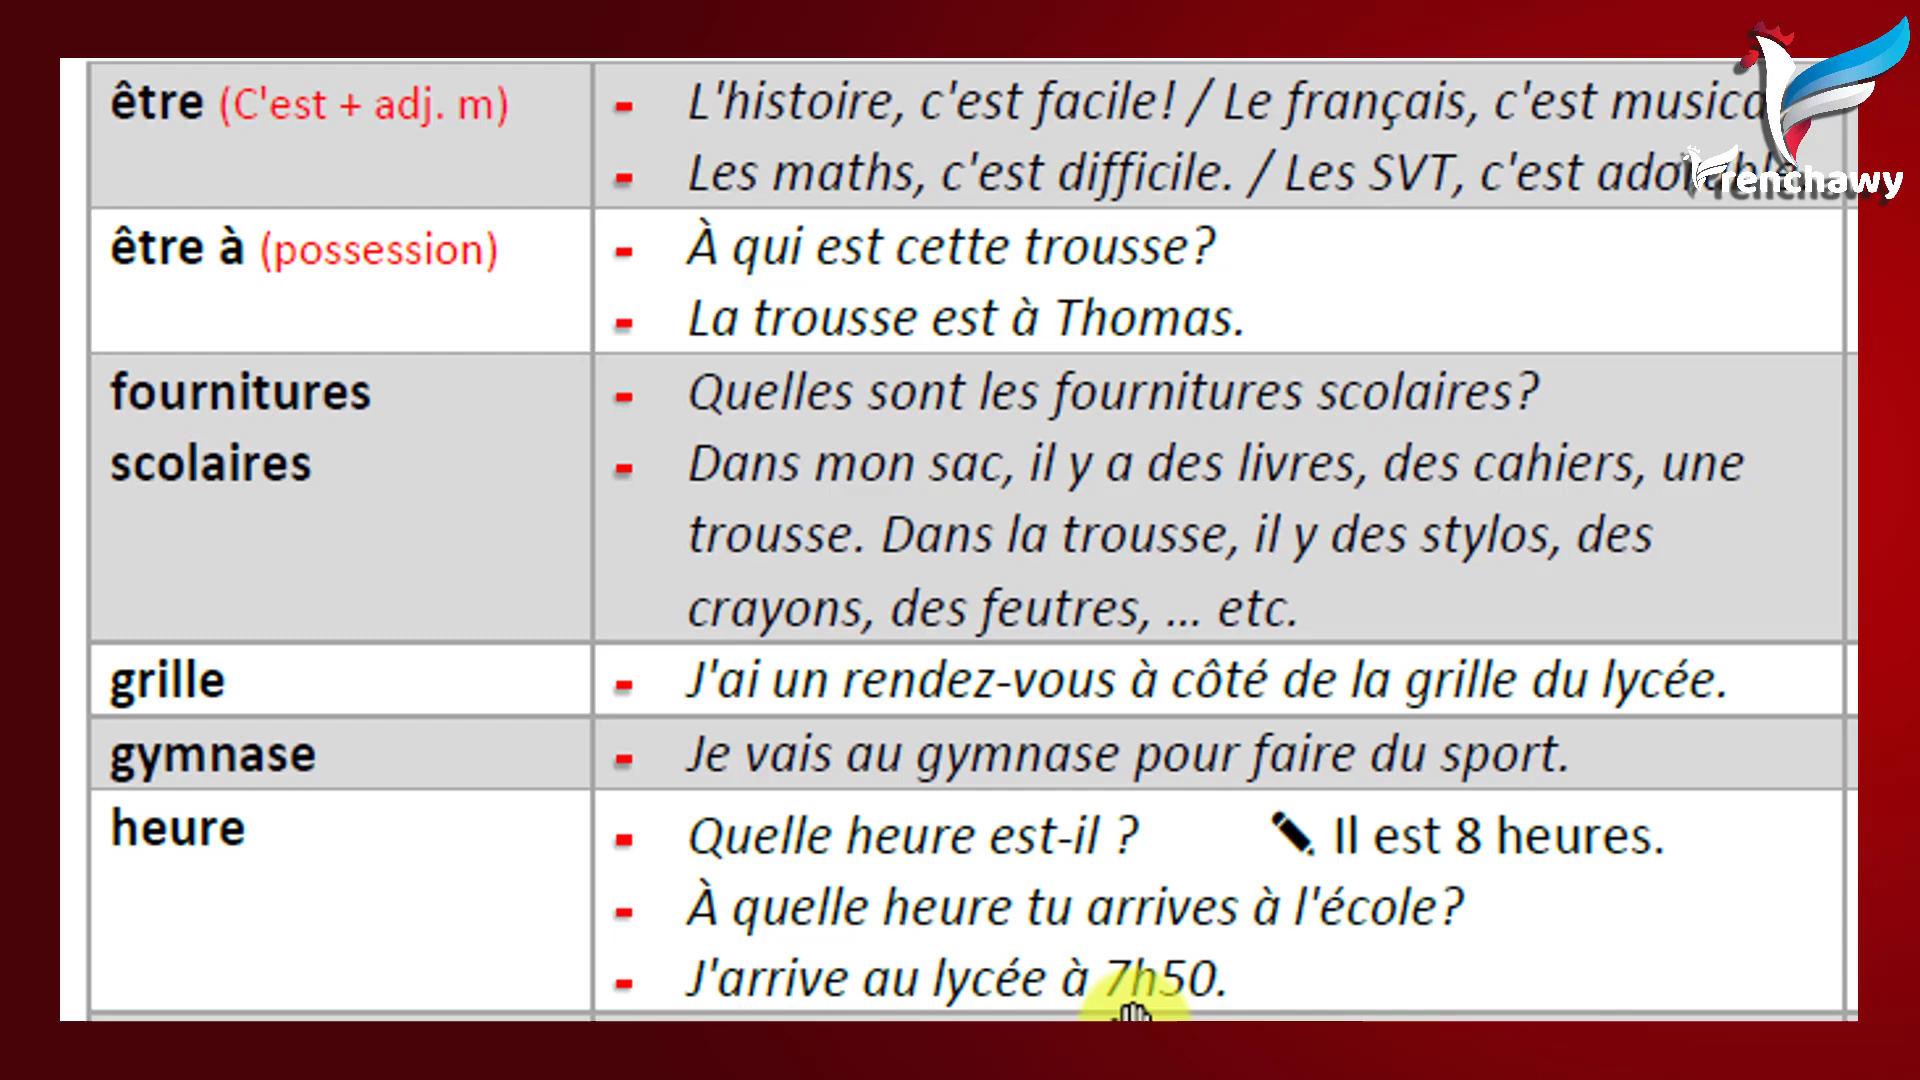 être (C'est + adj. m)
- L'histoire, c'est facile! / Le français, c'est
- Les maths, c'est difficile. / Les SVT, c'est
renchawy
être à (possession)
- À qui est cette trousse?
- La trousse est à Thomas.
fournitures
scolaires
- Quelles sont les fournitures scolaires?
- Dans mon sac, il y a des livres, des cahiers, une
trousse. Dans la trousse, il y des stylos, des
crayons, des feutres, ... etc.
grille
- J'ai un rendez-vous à côté de la grille du lycée.
gymnase
- Je vais au gymnase pour faire du sport.
heure
- Quelle heure est-il ? Il est 8 heures.
- À quelle heure tu arrives à l'école?
- J'arrive au lycée à 7h50.